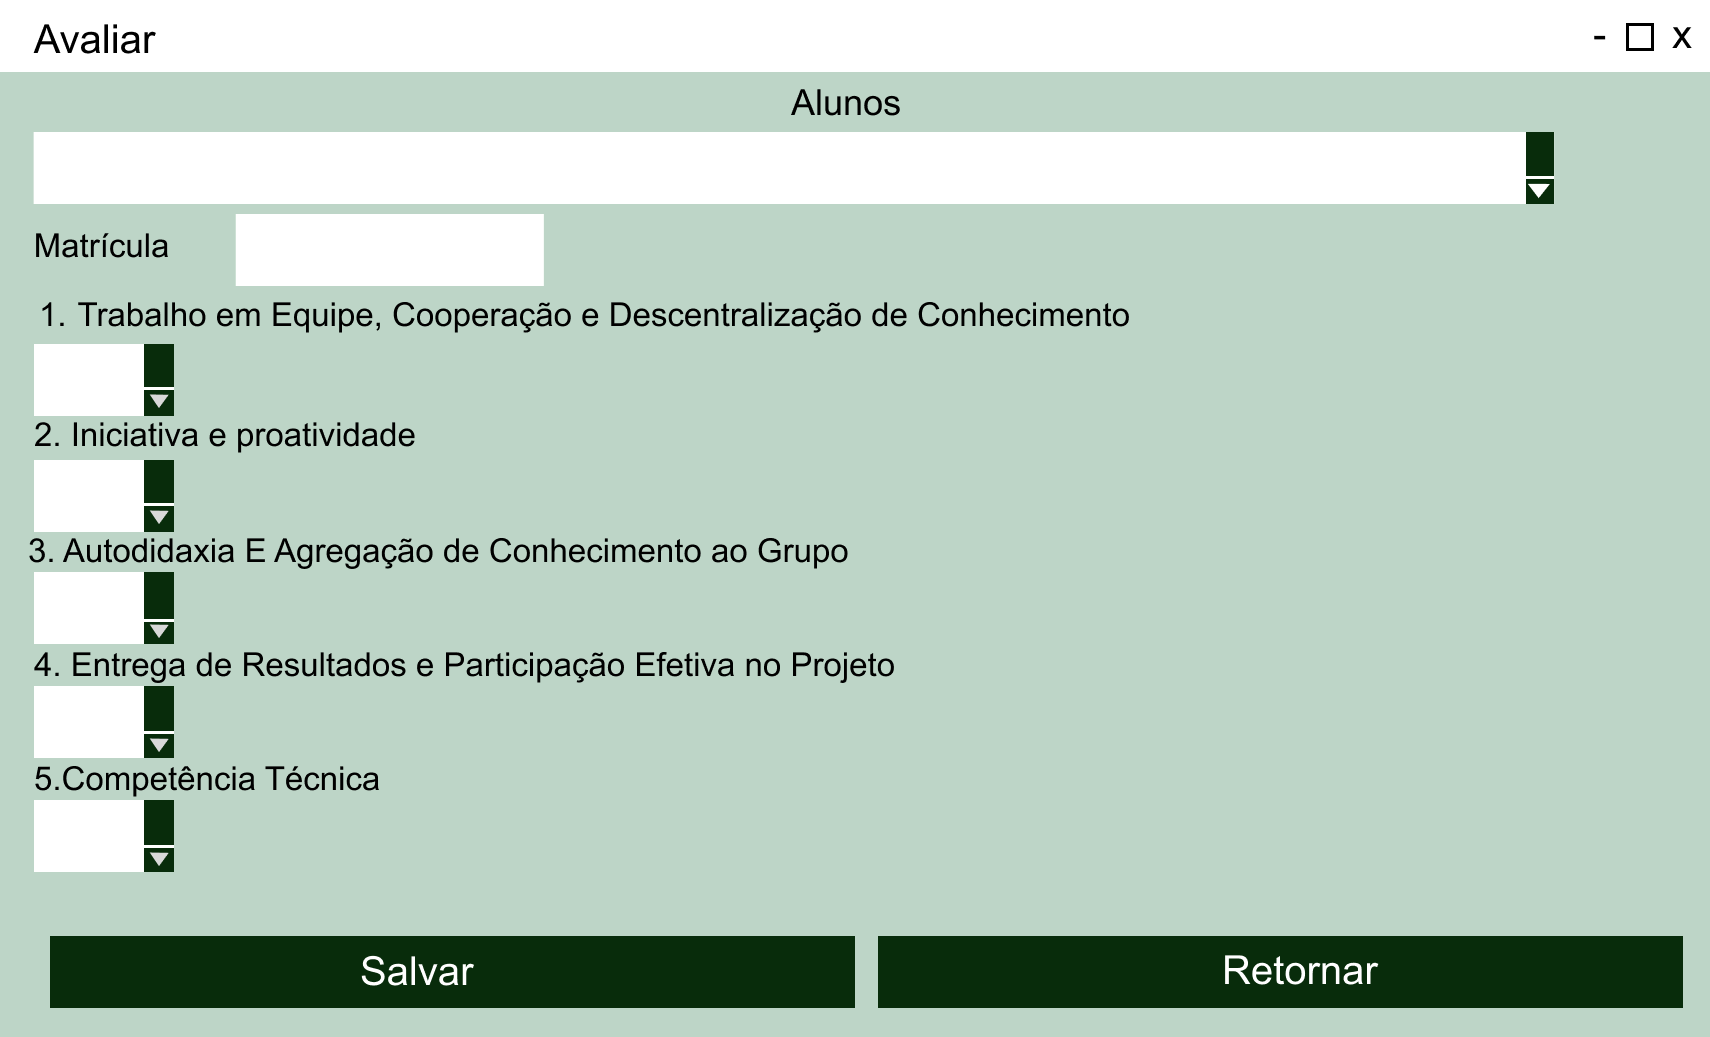 Avaliar
- x
Alunos
Matrícula
1. Trabalho em Equipe, Cooperação e Descentralização de Conhecimento
2. Iniciativa e proatividade
3. Autodidaxia E Agregação de Conhecimento ao Grupo
4. Entrega de Resultados e Participação Efetiva no Projeto
5.Competência Técnica
Salvar
Retornar